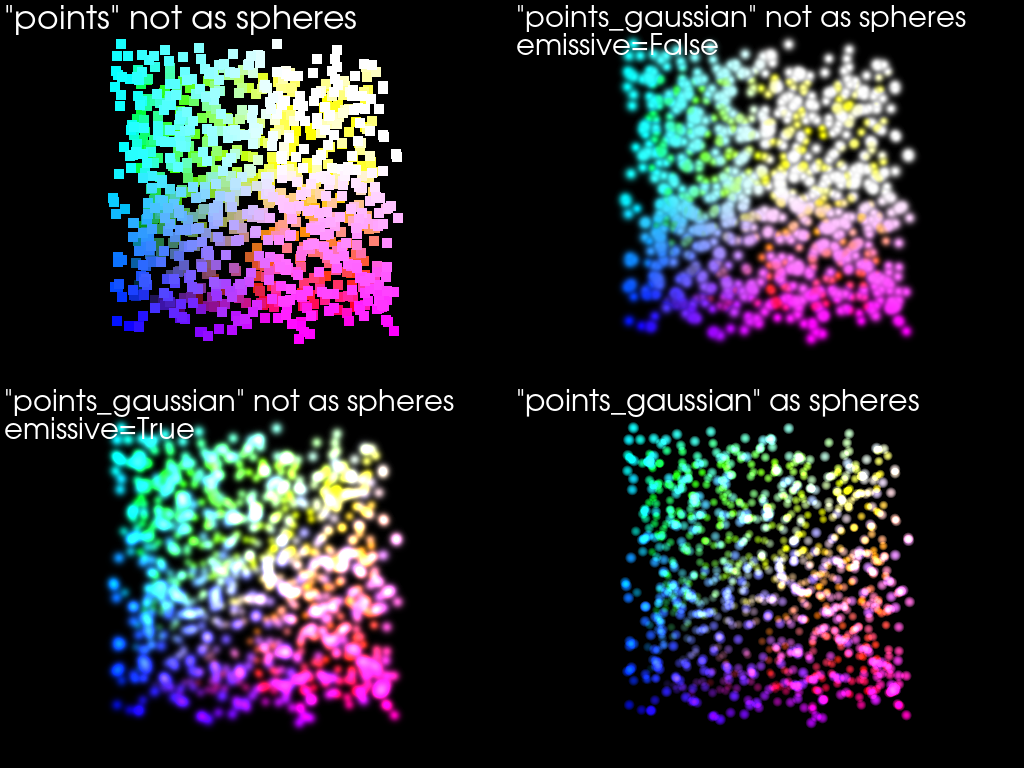 "points" not as spheres
"points_gaussian" not as spheres
emissive=False
"points_gaussian" not as spheres
emissive=True
"points_gaussian" as spheres